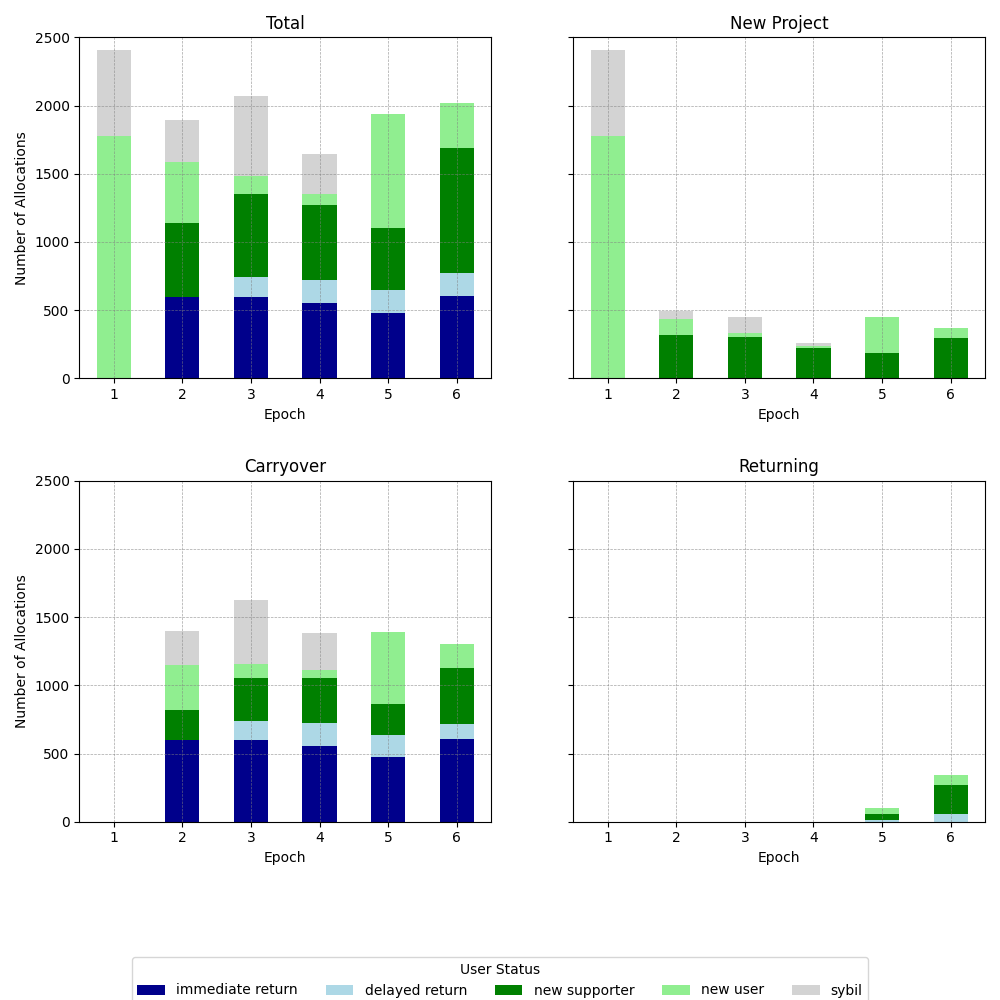 Total
New Project
Number of Allocations
2500
2000
1500
1000
500
0
1 2 3 4 5 6
Epoch
1 2 3 4 5 6
Epoch
Carryover
Returning
Number of Allocations
2500
2000
1500
1000
500
0
1 2 3 4 5 6
Epoch
1 2 3 4 5 6
Epoch
User Status
immediate return delayed return new supporter new user sybil